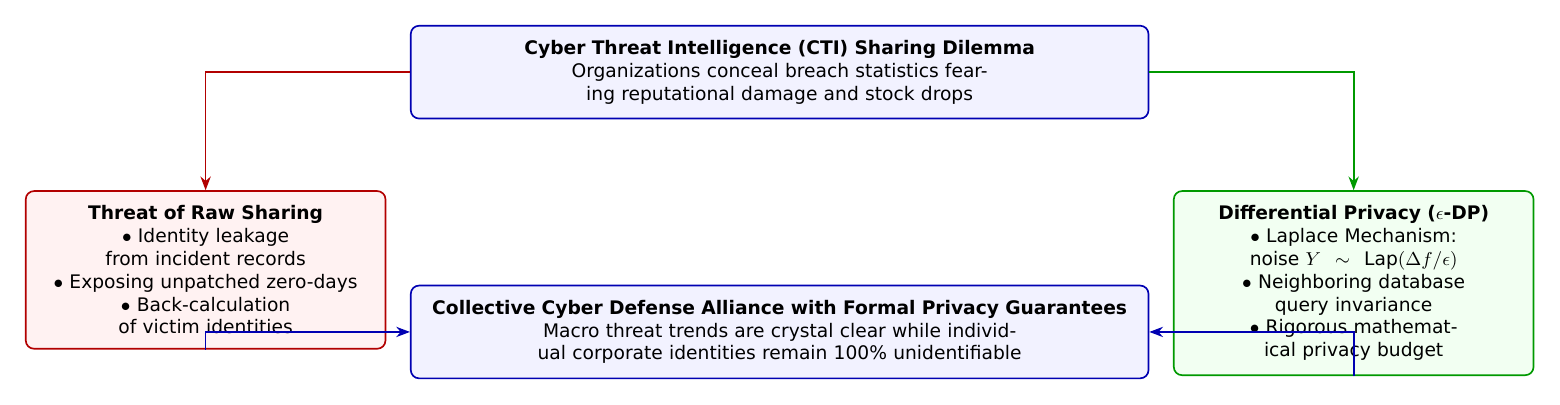 Cyber Threat Intelligence (CTI) Sharing Dilemma
Organizations conceal breach statistics fear-
ing reputational damage and stock drops
Threat of Raw Sharing
• Identity leakage
from incident records
• Exposing unpatched zero-days
• Back-calculation
of victim identities
Differential Privacy (ϵ-DP)
• Laplace Mechanism:
noise Y ∼ Lap(Δf/ϵ)
• Neighboring database
query invariance
• Rigorous mathemat-
ical privacy budget
Collective Cyber Defense Alliance with Formal Privacy Guarantees
Macro threat trends are crystal clear while individ-
ual corporate identities remain 100% unidentifiable